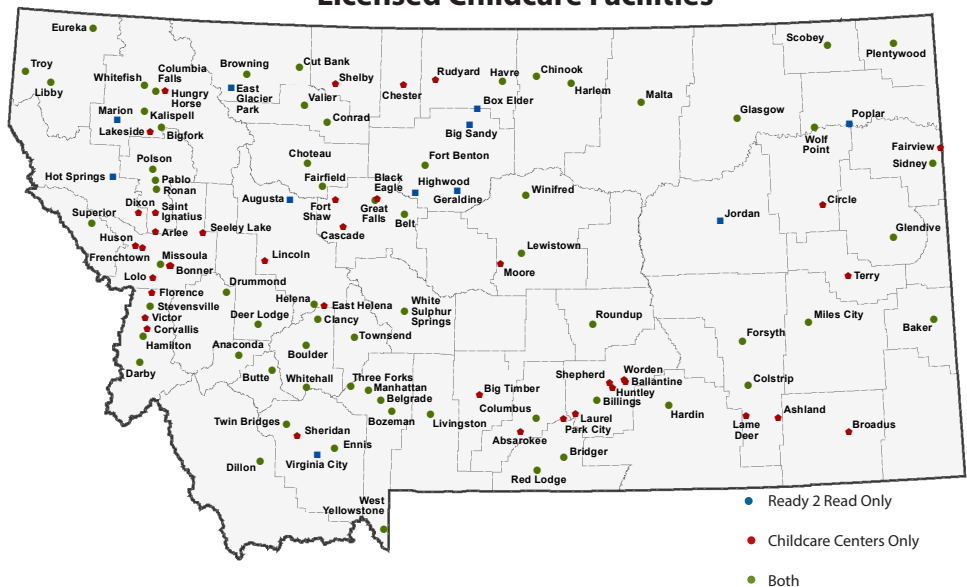 Licensed Childcare Facilities
Eureka
Scobey
Plentywood
Troy
Libby
Whitefish
Columbia
Falls
Hungry
Horse
Browning
Cut Bank
Shelby
East
Glacier
Park
Valier
Conrad
Chester
Rudyard
Havre
Chinook
Harlem
Malta
Glasgow
Box Elder
Big Sandy
Wolf
Point
Poplar
Fairview
Sidney
Marion
Kalispell
Lakeside
Bigfork
Polson
Hot Springs
Pablo
Ronan
Choteau
Fairfield
Fort Benton
Augusta
Fort
Shaw
Black
Eagle
Great
Falls
Highwood
Geraldine
Belt
Cascade
Winifred
Jordan
Circle
Glendive
Dixon
Saint
Ignatius
Superior
Arlee
Seeley Lake
Huson
Frenchtown
Missoula
Bonner
Lolo
Lincoln
Lewistown
Moore
Terry
Florence
Stevensville
Victor
Corvallis
Hamilton
Darby
Drummond
Deer Lodge
Helena
East Helena
Clancy
White
Sulphur
Springs
Townsend
Anaconda
Boulder
Butte
Whitehall
Roundup
Miles City
Baker
Forsyth
Colstrip
Three Forks
Manhattan
Belgrade
Bozeman
Livingston
Big Timber
Columbus
Absarokee
Shepherd
Worden
Ballantine
Huntley
Billings
Laurel
Park City
Hardin
Lame
Deer
Ashland
Broadus
Twin Bridges
Sheridan
Ennis
Virginia City
Dillon
Bridger
Red Lodge
West
Yellowstone
Ready 2 Read Only
Childcare Centers Only
Both